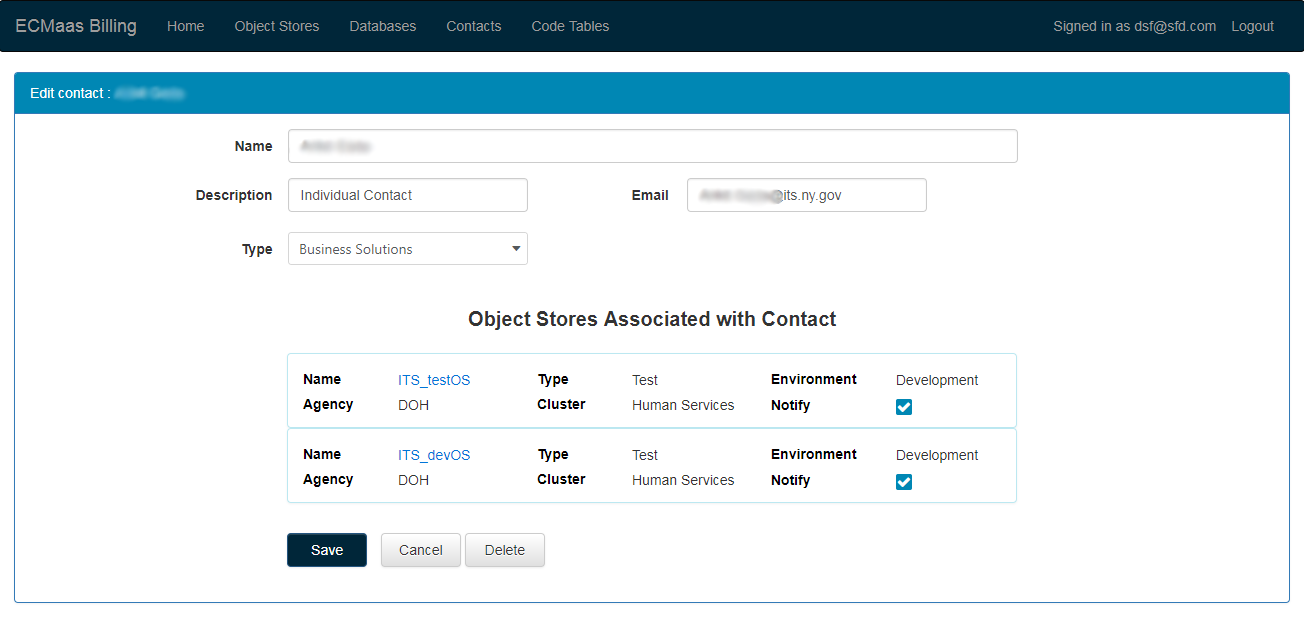 ECMaas Billing Home Object Stores Databases Contacts Code Tables Signed in as dsf@sfd.com Logout
Edit contact :
Name
Description Individual Contact Email @its.ny.gov
Type Business Solutions
Object Stores Associated with Contact
Name ITS_testOS Type Test Environment Development
Agency DOH Cluster Human Services Notify
Name ITS_devOS Type Test Environment Development
Agency DOH Cluster Human Services Notify
Save Cancel Delete